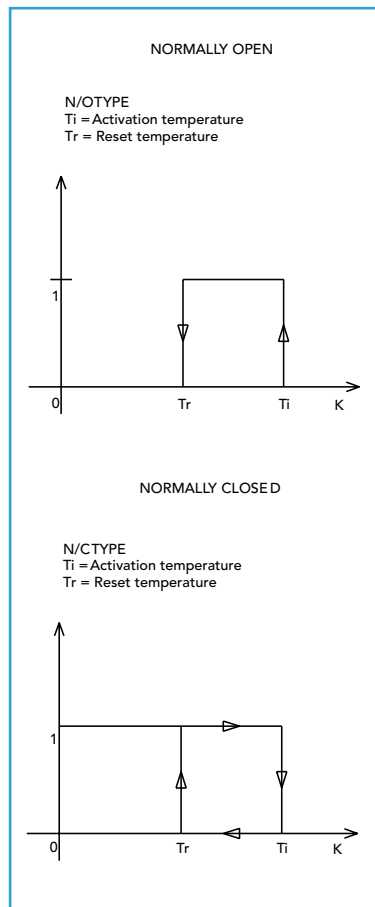 NORMALLY OPEN
N/OTYPE
Ti =Activation temperature
Tr = Reset temperature
1
0 Tr Ti K
NORMALLY CLOSED
N/CTYPE
Ti =Activation temperature
Tr = Reset temperature
1
0 Tr Ti K